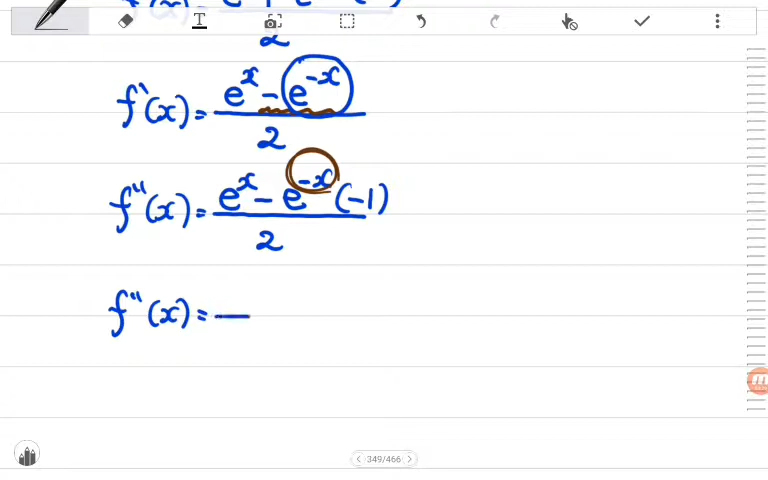 f'(x) = (e^x - e^-x)/2
f''(x) = (e^x - e^-x(-1))/2
f''(x) = —
349/466